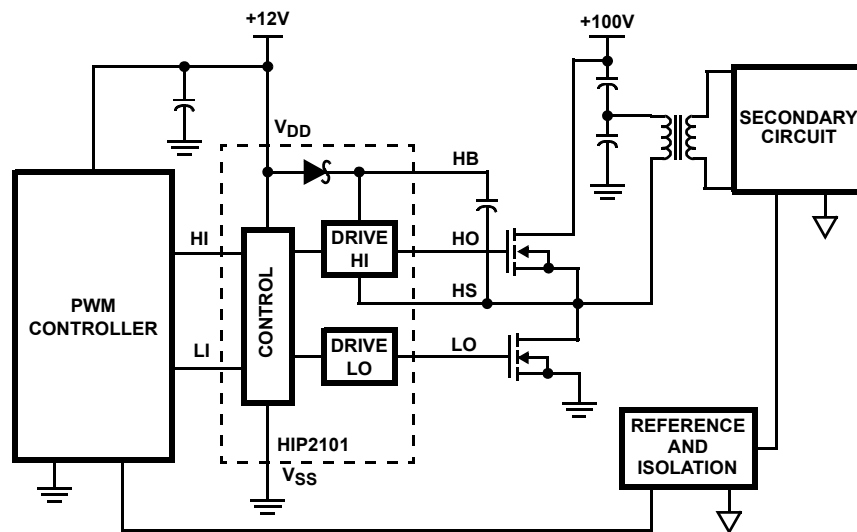 +12V
+100V
SECONDARY
CIRCUIT
VDD
HB
DRIVE
HI
HI
HO
PWM
CONTROLLER
CONTROL
HS
LI
DRIVE
LO
LO
REFERENCE
AND
ISOLATION
HIP2101
VSS